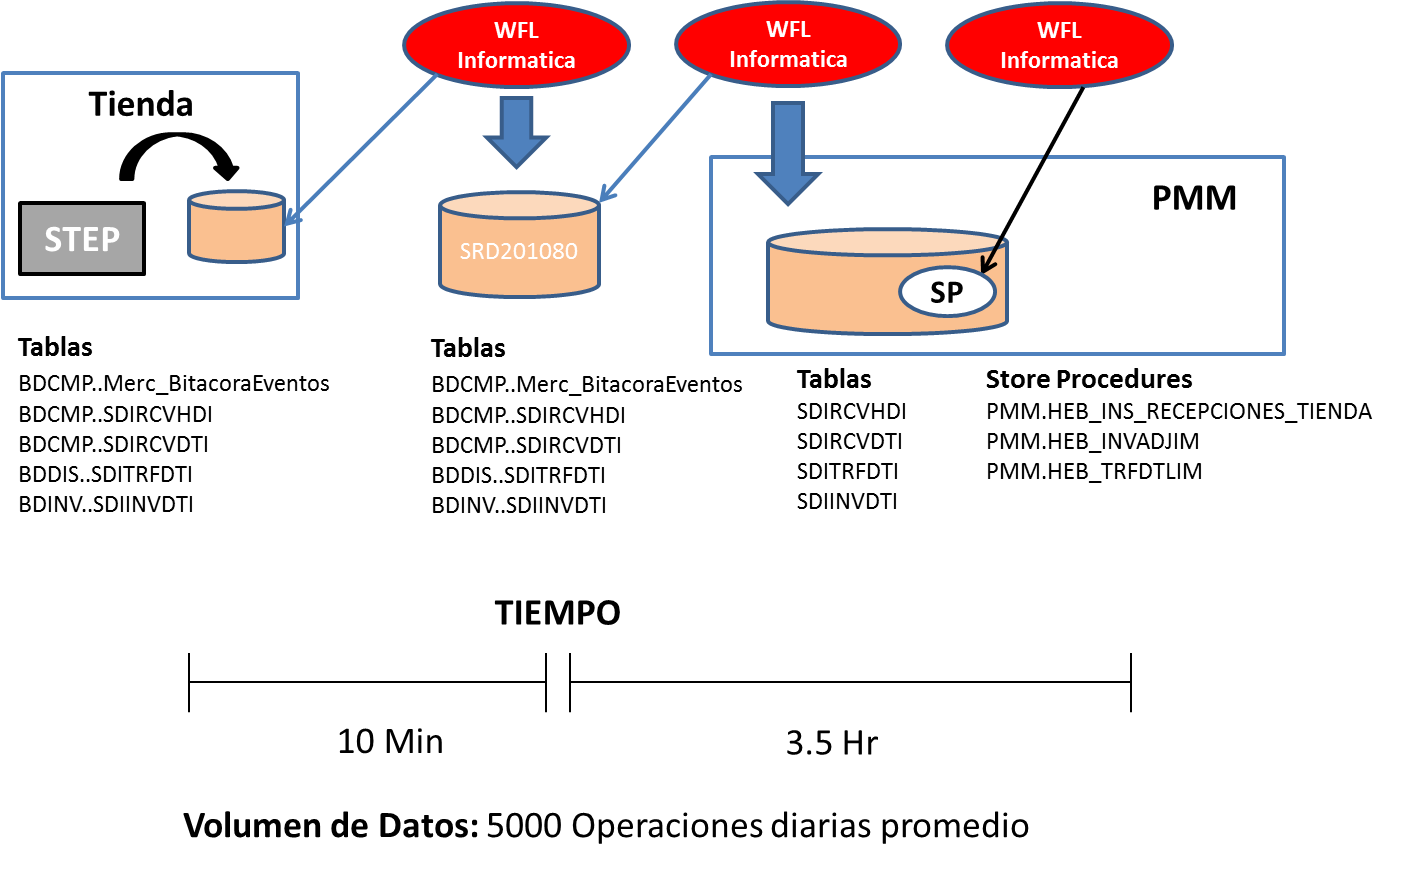 WFL
Informatica
WFL
Informatica
WFL
Informatica
Tienda
STEP
SRD201080
PMM
SP
Tablas
BDCMP..Merc_BitacoraEventos
BDCMP..SDIRCVHDI
BDCMP..SDIRCVDTI
BDDIS..SDITRFDTI
BDINV..SDIINVDTI
Tablas
BDCMP..Merc_BitacoraEventos
BDCMP..SDIRCVHDI
BDCMP..SDIRCVDTI
BDDIS..SDITRFDTI
BDINV..SDIINVDTI
Tablas
SDIRCVHDI
SDIRCVDTI
SDITRFDTI
SDIINVDTI
Store Procedures
PMM.HEB_INS_RECEPCIONES_TIENDA
PMM.HEB_INVADJIM
PMM.HEB_TRFDTLIM
TIEMPO
10 Min
3.5 Hr
Volumen de Datos: 5000 Operaciones diarias promedio